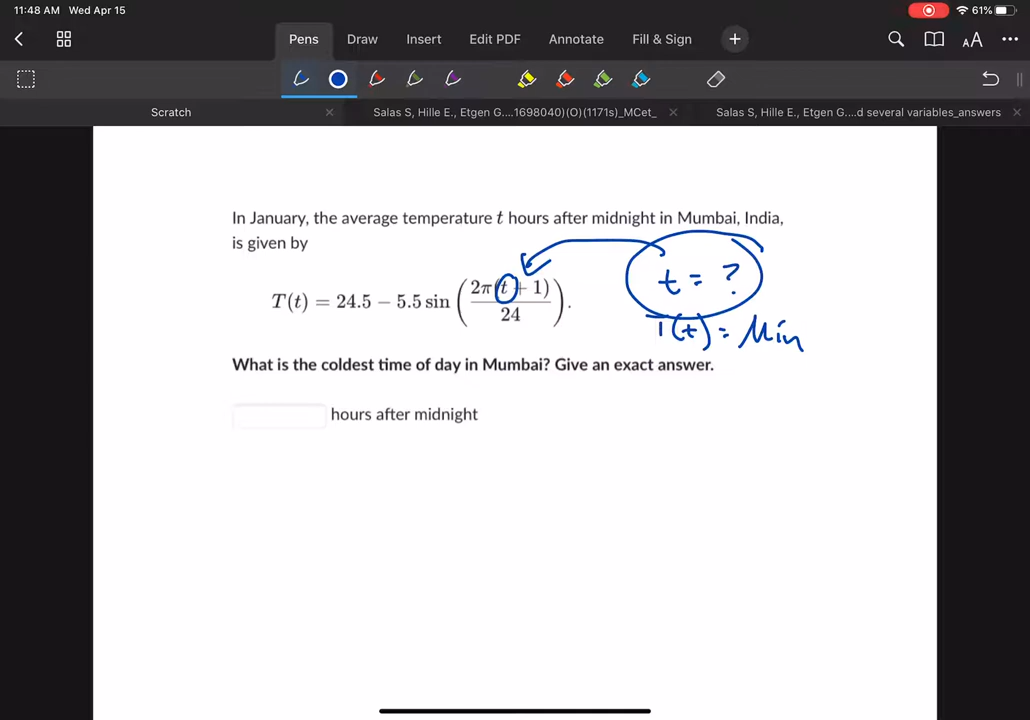 11:48 AM Wed Apr 15
61%
Pens Draw Insert Edit PDF Annotate Fill & Sign
AA
Scratch
Salas S, Hille E., Etgen G....1698040)(O)(1171s)_MCet_
Salas S, Hille E., Etgen G....d several variables_answers
In January, the average temperature t hours after midnight in Mumbai, India,
is given by
T(t) = 24.5 − 5.5 sin (2π(t + 1)/24).
t = ?
T(t) = Min
What is the coldest time of day in Mumbai? Give an exact answer.
hours after midnight